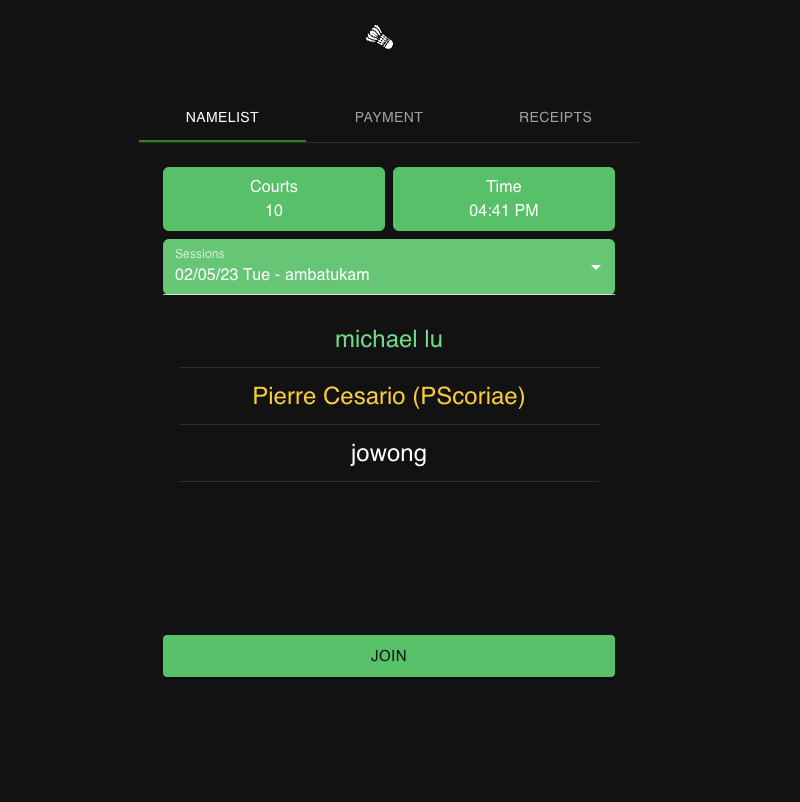 NAMELIST PAYMENT RECEIPTS
Courts Time
10 04:41 PM
Sessions
02/05/23 Tue - ambatukam
michael lu
Pierre Cesario (PScoriae)
jowong
JOIN